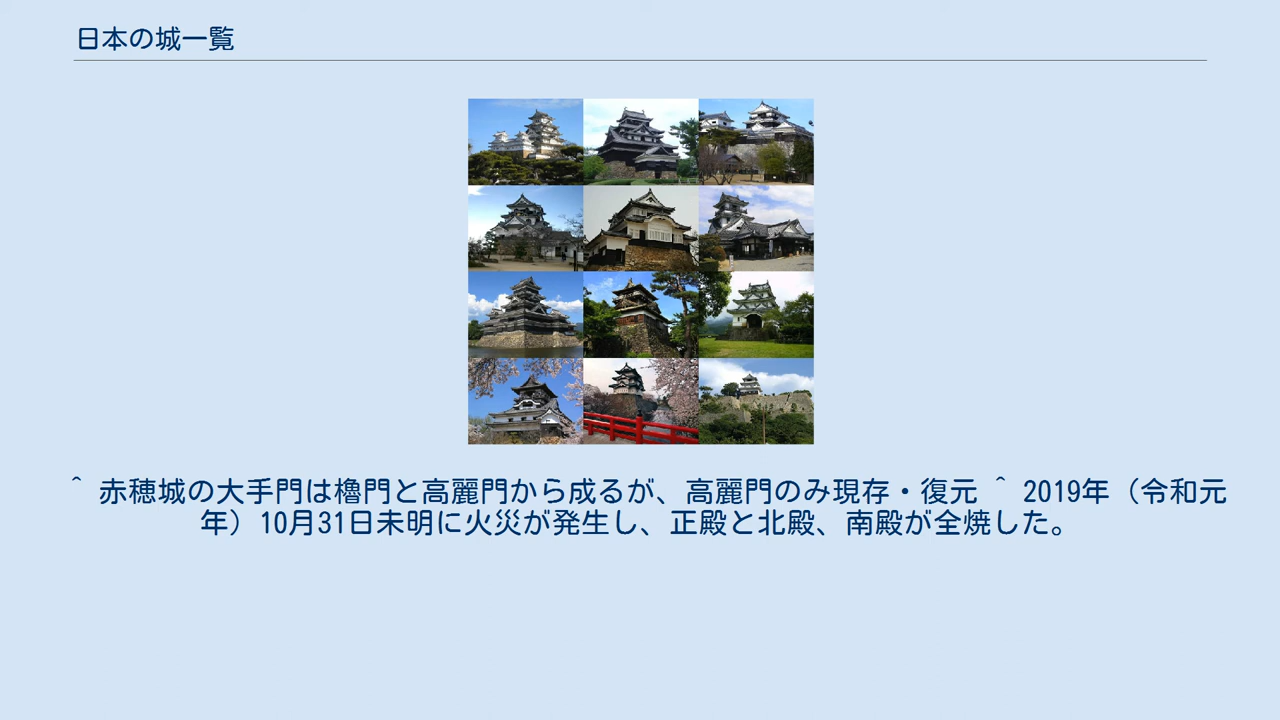 日本の城一覧
^ 赤穂城の大手門は櫓門と高麗門から成るが、高麗門のみ現存・復元 ^ 2019年（令和元
年）10月31日未明に火災が発生し、正殿と北殿、南殿が全焼した。